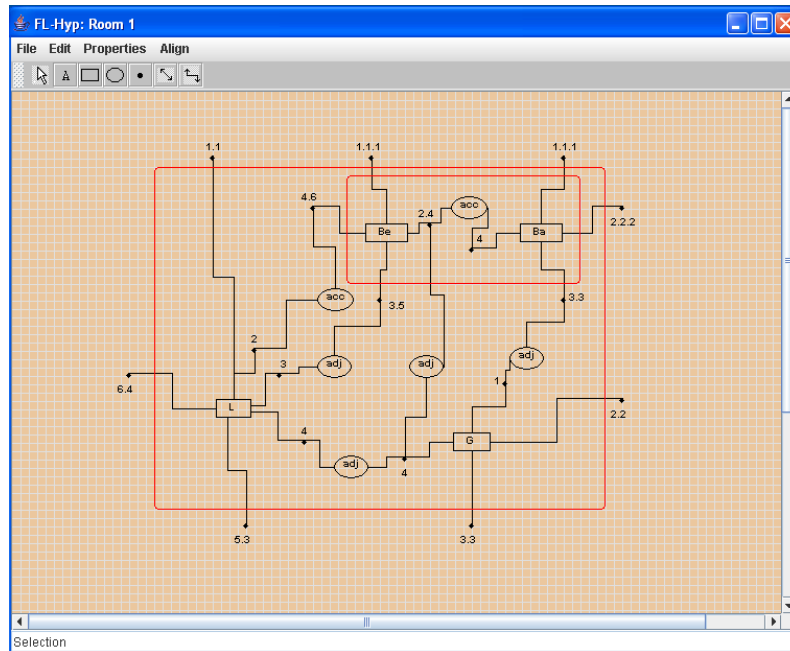 FL-Hyp: Room 1
File Edit Properties Align
A
1.1 1.1.1 1.1.1
4.6 2.4 acc
Be 4 Ba 2.2.2
acc 3.5 3.3
2 3 adj adj adj
6.4 1
L 2.2
4 G
adj 4
5.3 3.3
Selection